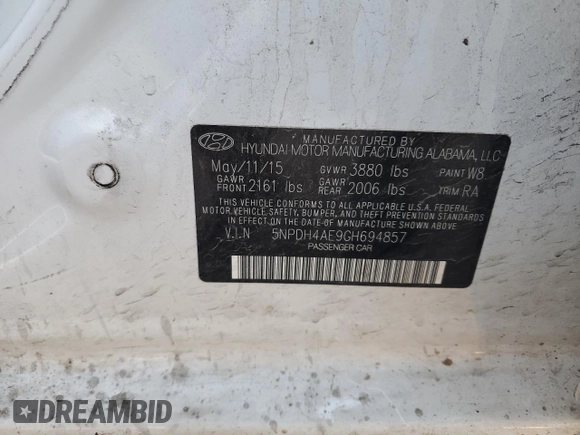 MANUFACTURED BY
HYUNDAI MOTOR MANUFACTURING ALABAMA, LLC
May/11/15 GVWR 3880 lbs PAINT W8
GAWR FRONT 2161 lbs GAWR REAR 2006 lbs TRIM RA
THIS VEHICLE CONFORMS TO ALL APPLICABLE U.S.A. FEDERAL
MOTOR VEHICLE SAFETY, BUMPER, AND THEFT PREVENTION STANDARDS
IN EFFECT ON THE DATE OF MANUFACTURE SHOWN ABOVE.
V.I.N 5NPDH4AE9GH694857
PASSENGER CAR
DREAMBID